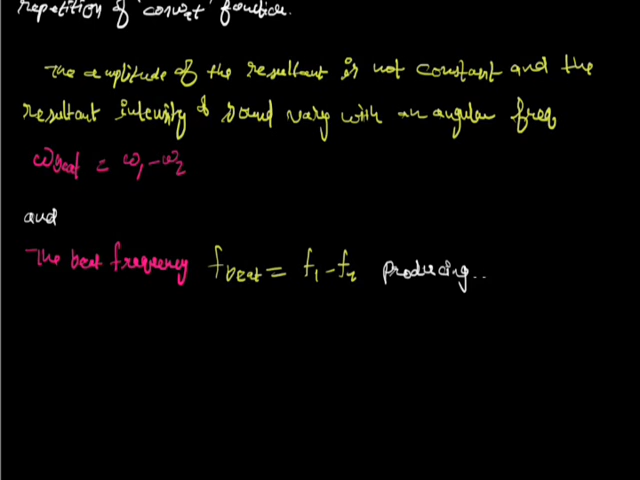 repetition of 'cosω₂t' function.
The amplitude of the resultant is not constant and the
resultant intensity of sound vary with an angular freq
ωbeat = ω₁ - ω₂
and
The beat frequency fbeat = f₁ - f₂ producing..